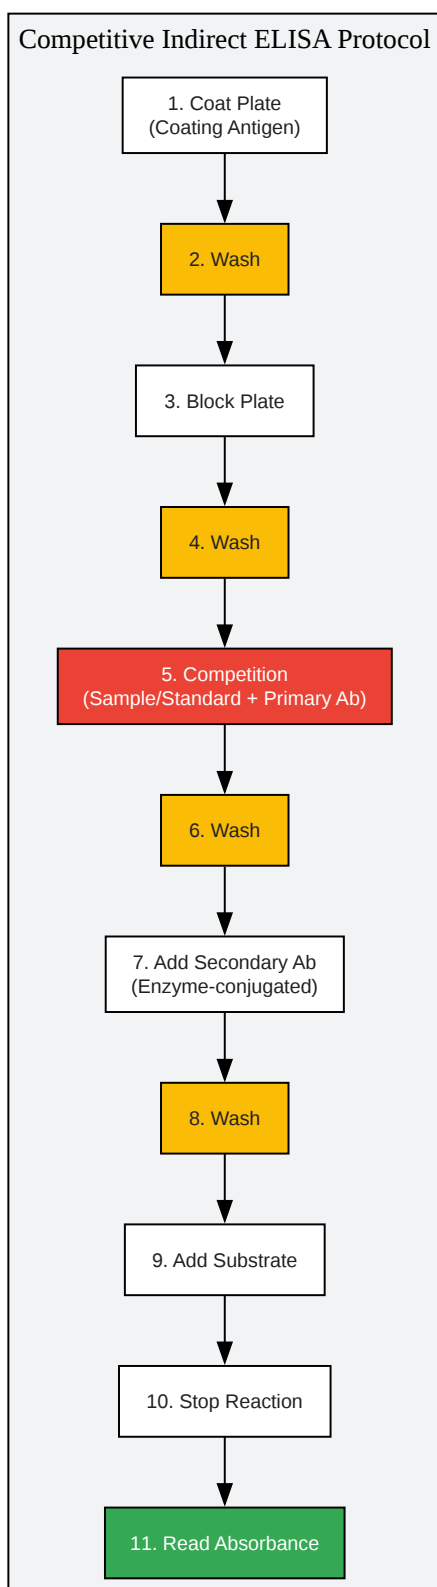 Competitive Indirect ELISA Protocol
1. Coat Plate
(Coating Antigen)
2. Wash
3. Block Plate
4. Wash
5. Competition
(Sample/Standard + Primary Ab)
6. Wash
7. Add Secondary Ab
(Enzyme-conjugated)
8. Wash
9. Add Substrate
10. Stop Reaction
11. Read Absorbance